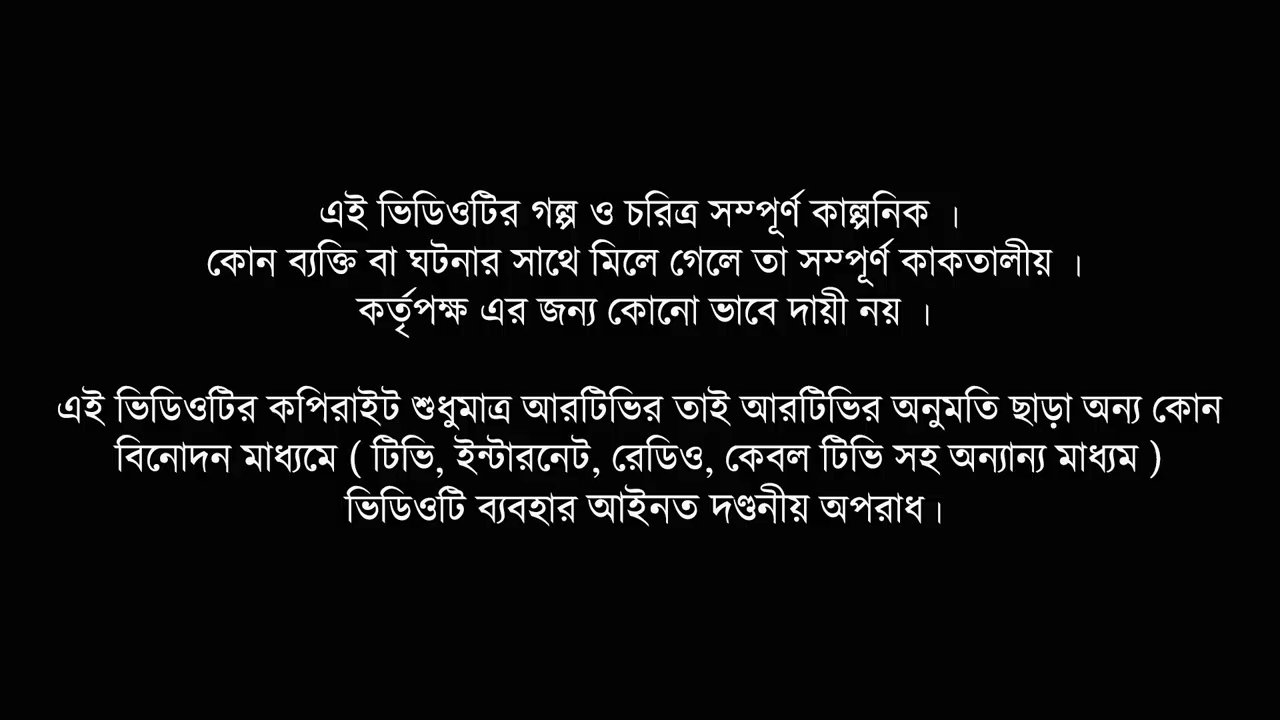 এই ভিডিওটির গল্প ও চরিত্র সম্পূর্ণ কাল্পনিক ।
কোন ব্যক্তি বা ঘটনার সাথে মিলে গেলে তা সম্পূর্ণ কাকতালীয় ।
কর্তৃপক্ষ এর জন্য কোনো ভাবে দায়ী নয় ।
এই ভিডিওটির কপিরাইট শুধুমাত্র আরটিভির তাই আরটিভির অনুমতি ছাড়া অন্য কোন
বিনোদন মাধ্যমে ( টিভি, ইন্টারনেট, রেডিও, কেবল টিভি সহ অন্যান্য মাধ্যম )
ভিডিওটি ব্যবহার আইনত দণ্ডনীয় অপরাধ।